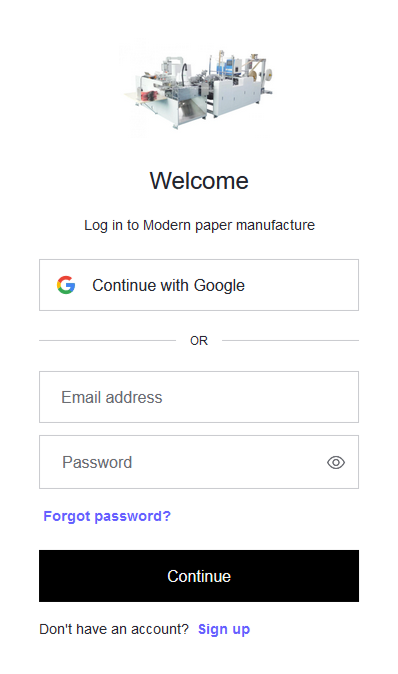 Welcome
Log in to Modern paper manufacture
Continue with Google
OR
Email address
Password
Forgot password?
Continue
Don't have an account? Sign up